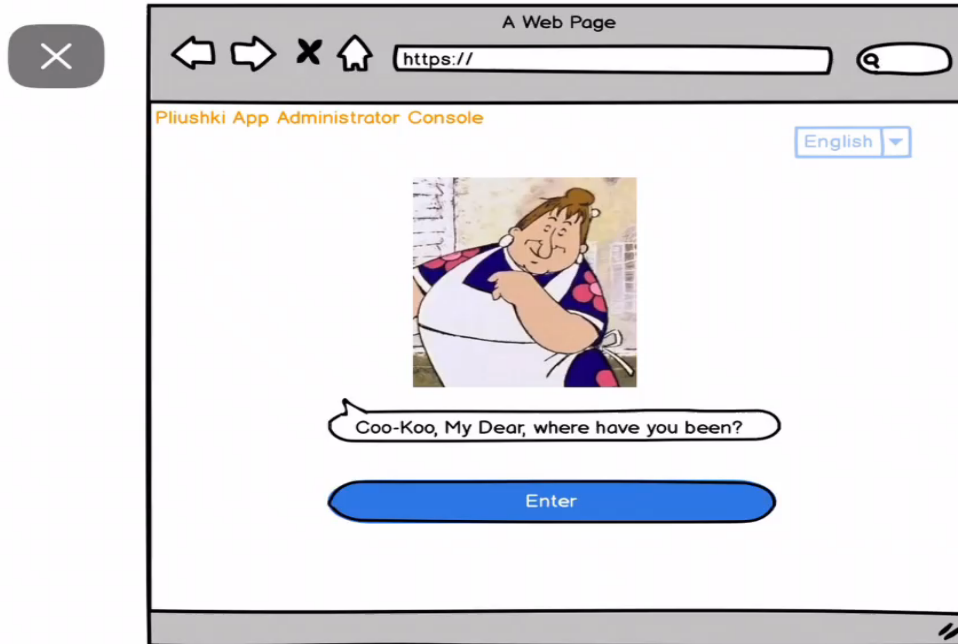 A Web Page
https://
Pliushki App Administrator Console
English
Coo-Koo, My Dear, where have you been?
Enter